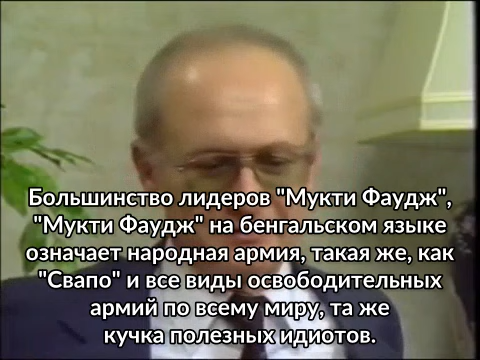 Большинство лидеров "Мукти Фаудж",
"Мукти Фаудж" на бенгальском языке
означает народная армия, такая же, как
"Свапо" и все виды освободительных
армий по всему миру, та же
кучка полезных идиотов.